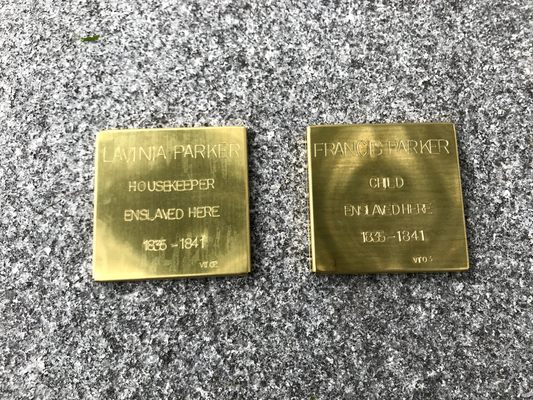 LAVINIA PARKER
HOUSEKEEPER
ENSLAVED HERE
1835-1841
FRANCIS PARKER
CHILD
ENSLAVED HERE
1835-1841